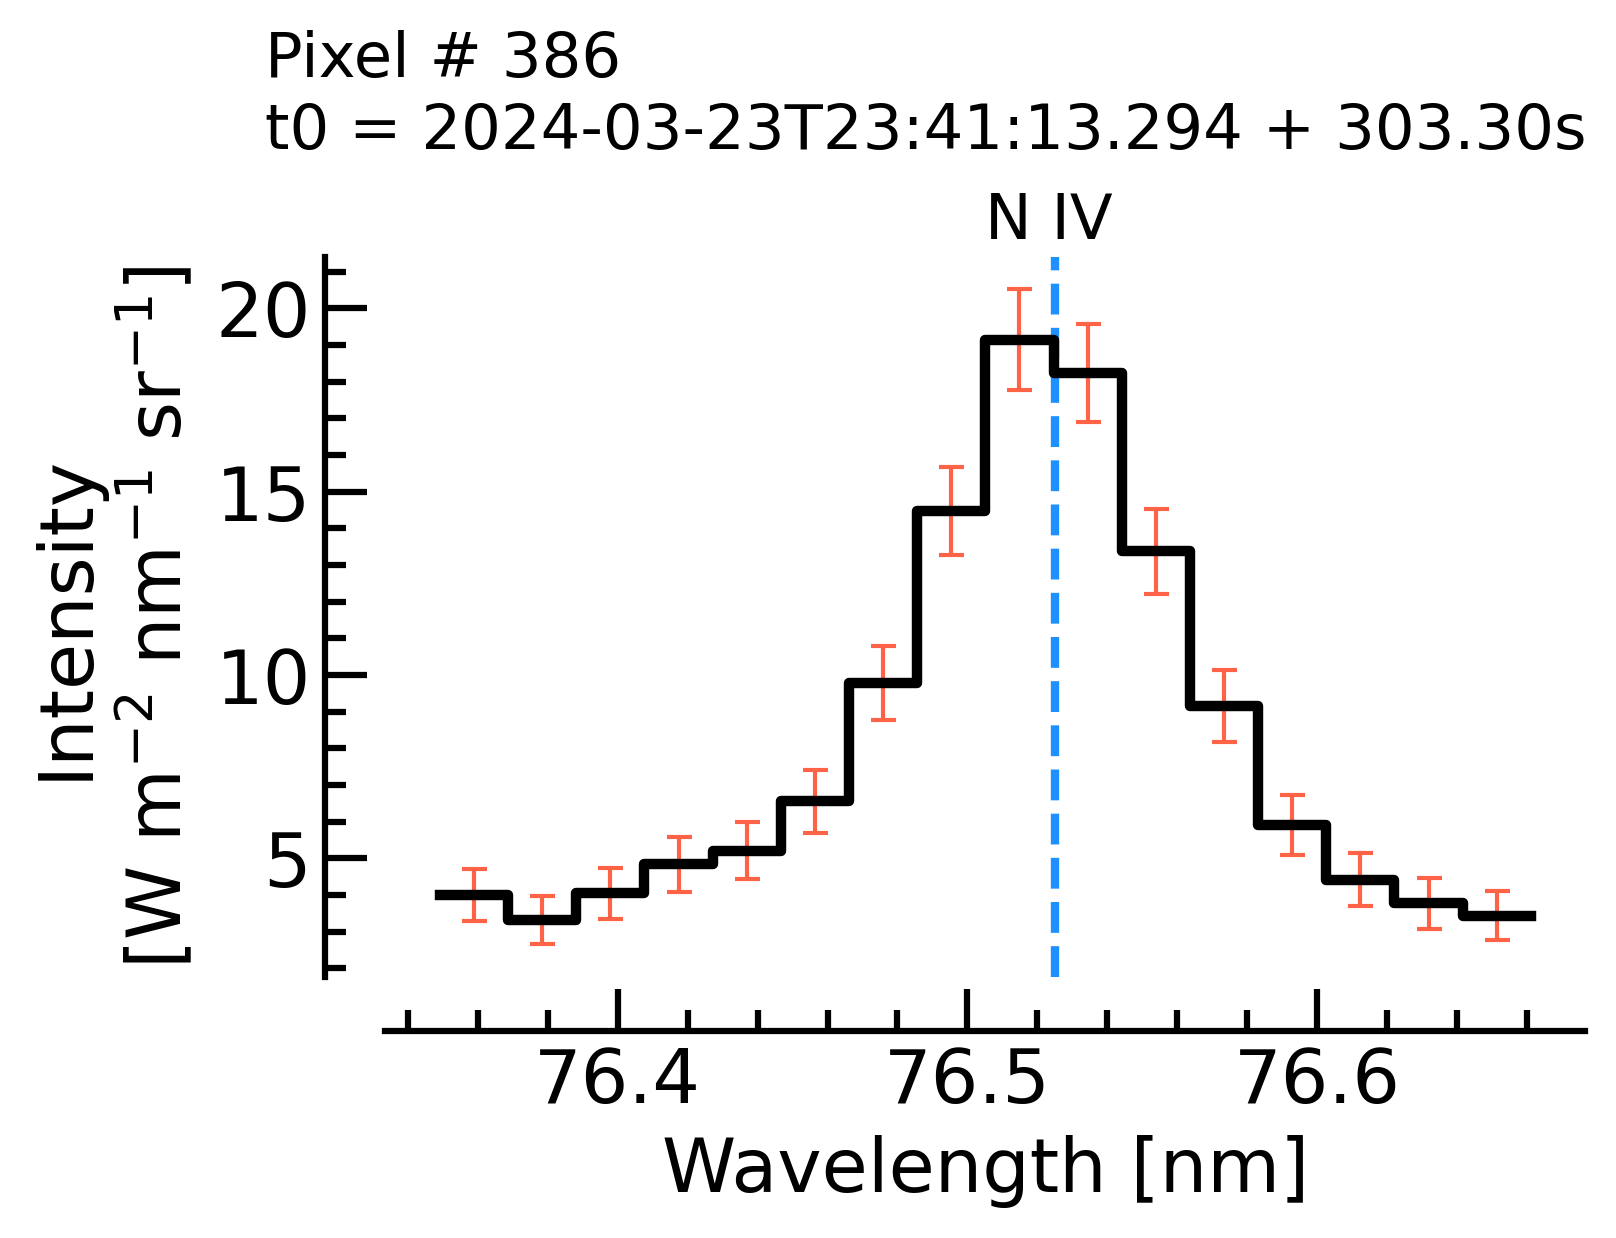 Pixel # 386
t0 = 2024-03-23T23:41:13.294 + 303.30s
N IV
Intensity
[W m⁻² nm⁻¹ sr⁻¹]
20
15
10
5
76.4 76.5 76.6
Wavelength [nm]